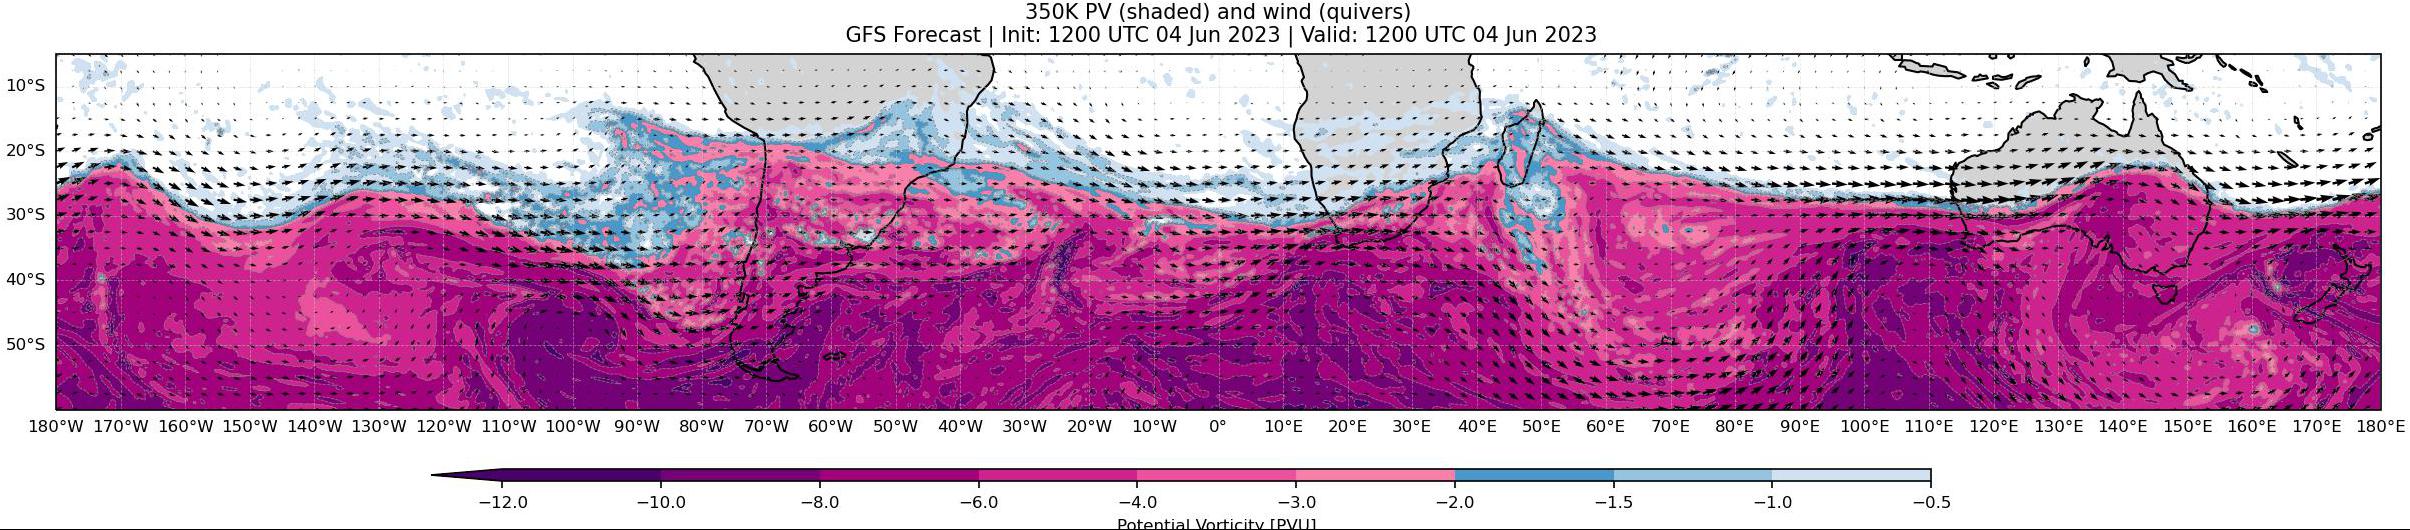 350K PV (shaded) and wind (quivers)
GFS Forecast | Init: 1200 UTC 04 Jun 2023 | Valid: 1200 UTC 04 Jun 2023
10°S
20°S
30°S
40°S
50°S
180°W 170°W 160°W 150°W 140°W 130°W 120°W 110°W 100°W 90°W 80°W 70°W 60°W 50°W 40°W 30°W 20°W 10°W 0° 10°E 20°E 30°E 40°E 50°E 60°E 70°E 80°E 90°E 100°E 110°E 120°E 130°E 140°E 150°E 160°E 170°E 180°E
−12.0 −10.0 −8.0 −6.0 −4.0 −3.0 −2.0 −1.5 −1.0 −0.5
Potential Vorticity [PVU]